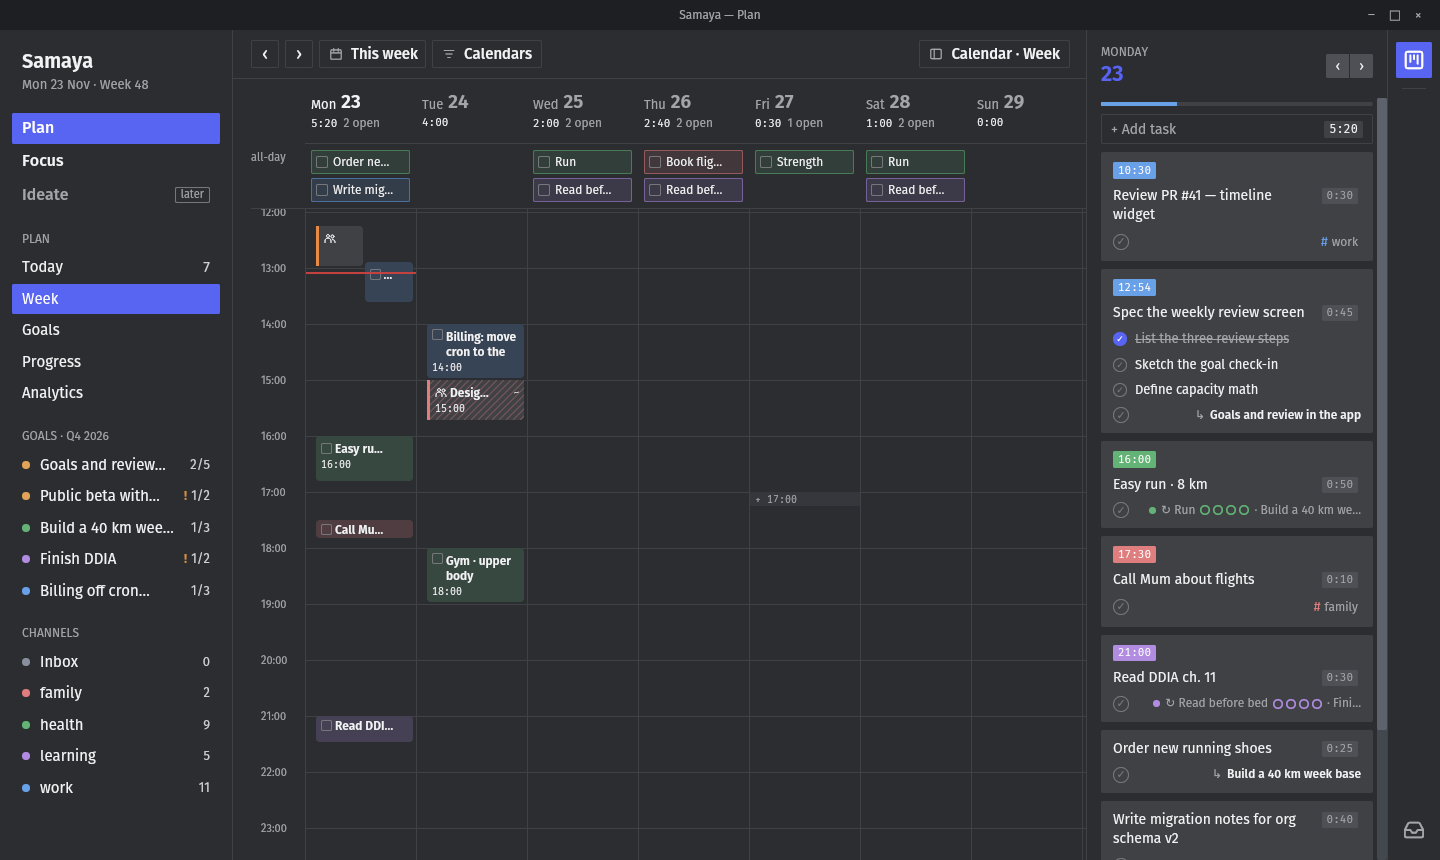 Samaya — Plan
Samaya
Mon 23 Nov · Week 48
Plan
Focus
Ideate later
PLAN
Today 7
Week
Goals
Progress
Analytics
GOALS · Q4 2026
Goals and review... 2/5
Public beta with... ! 1/2
Build a 40 km wee... 1/3
Finish DDIA ! 1/2
Billing off cron... 1/3
CHANNELS
Inbox 0
family 2
health 9
learning 5
work 11
This week
Calendars
Calendar · Week
Mon 23
5:20 2 open
Tue 24
4:00
Wed 25
2:00 2 open
Thu 26
2:40 2 open
Fri 27
0:30 1 open
Sat 28
1:00 2 open
Sun 29
0:00
all-day
Order ne...
Write mig...
Run
Read bef...
Book flig...
Read bef...
Strength
Run
Read bef...
12:00
13:00
14:00
15:00
16:00
17:00
18:00
19:00
20:00
21:00
22:00
23:00
...
Easy ru...
16:00
Call Mu...
Read DDI...
Billing: move
cron to the
14:00
Desig...
15:00
Gym · upper
body
18:00
+ 17:00
MONDAY
23
+ Add task 5:20
10:30
Review PR #41 — timeline
widget
0:30
# work
12:54
Spec the weekly review screen 0:45
List the three review steps
Sketch the goal check-in
Define capacity math
↳ Goals and review in the app
16:00
Easy run · 8 km 0:50
↻ Run · Build a 40 km we...
17:30
Call Mum about flights 0:10
# family
21:00
Read DDIA ch. 11 0:30
↻ Read before bed · Fini...
Order new running shoes 0:25
↳ Build a 40 km week base
Write migration notes for org
schema v2
0:40